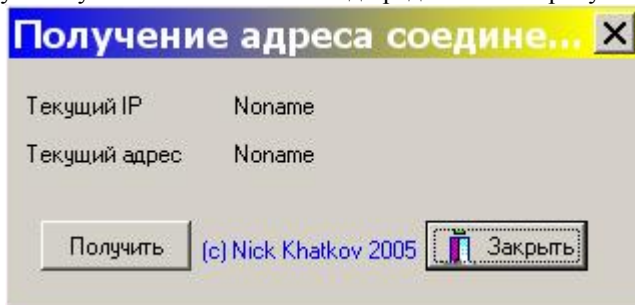 Получение адреса соедине...
Текущий IP Noname
Текущий адрес Noname
Получить (c) Nick Khatkov 2005 Закрыть